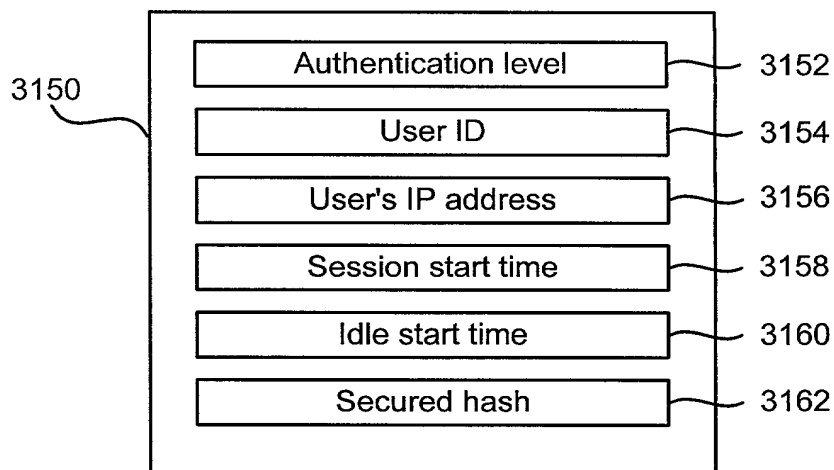 Authentication level 3152
3150
User ID 3154
User's IP address 3156
Session start time 3158
Idle start time 3160
Secured hash 3162